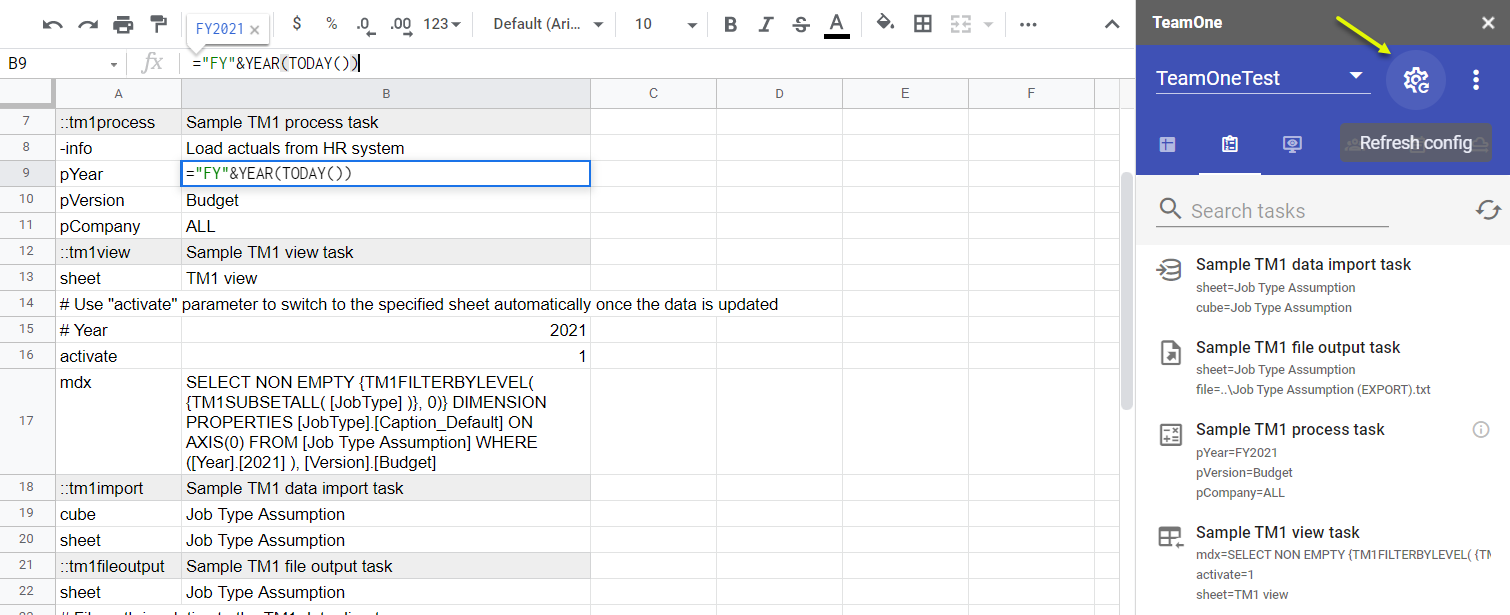 FY2021 ×
$ % .0 .00 123 Default (Ari... 10 B I S A
B9 fx ="FY"&YEAR(TODAY())
A B C D E F
7 ::tm1process Sample TM1 process task
8 -info Load actuals from HR system
9 pYear ="FY"&YEAR(TODAY())
10 pVersion Budget
11 pCompany ALL
12 ::tm1view Sample TM1 view task
13 sheet TM1 view
14 # Use "activate" parameter to switch to the specified sheet automatically once the data is updated
15 # Year 2021
16 activate 1
17 mdx SELECT NON EMPTY {TM1FILTERBYLEVEL(
{TM1SUBSETALL( [JobType] )}, 0)} DIMENSION
PROPERTIES [JobType].[Caption_Default] ON
AXIS(0) FROM [Job Type Assumption] WHERE
([Year].[2021] ), [Version].[Budget]
18 ::tm1import Sample TM1 data import task
19 cube Job Type Assumption
20 sheet Job Type Assumption
21 ::tm1fileoutput Sample TM1 file output task
22 sheet Job Type Assumption
TeamOne
TeamOneTest
Refresh config
Search tasks
Sample TM1 data import task
sheet=Job Type Assumption
cube=Job Type Assumption
Sample TM1 file output task
sheet=Job Type Assumption
file=..\Job Type Assumption (EXPORT).txt
Sample TM1 process task
pYear=FY2021
pVersion=Budget
pCompany=ALL
Sample TM1 view task
mdx=SELECT NON EMPTY {TM1FILTERBYLEVEL( {TM
activate=1
sheet=TM1 view